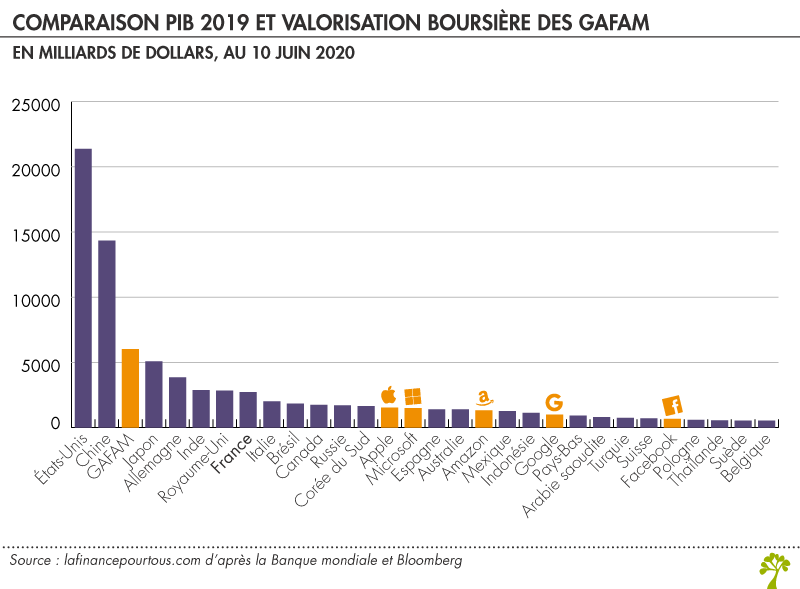 COMPARAISON PIB 2019 ET VALORISATION BOURSIÈRE DES GAFAM
EN MILLIARDS DE DOLLARS, AU 10 JUIN 2020
25000
20000
15000
10000
5000
0
États-Unis
Chine
GAFAM
Japon
Allemagne
Inde
Royaume-Uni
France
Italie
Brésil
Canada
Russie
Corée du Sud
Apple
Microsoft
Espagne
Australie
Amazon
Mexique
Indonésie
Google
Pays-Bas
Arabie saoudite
Turquie
Suisse
Facebook
Pologne
Thaïlande
Suède
Belgique
Source : lafinancepourtous.com d'après la Banque mondiale et Bloomberg